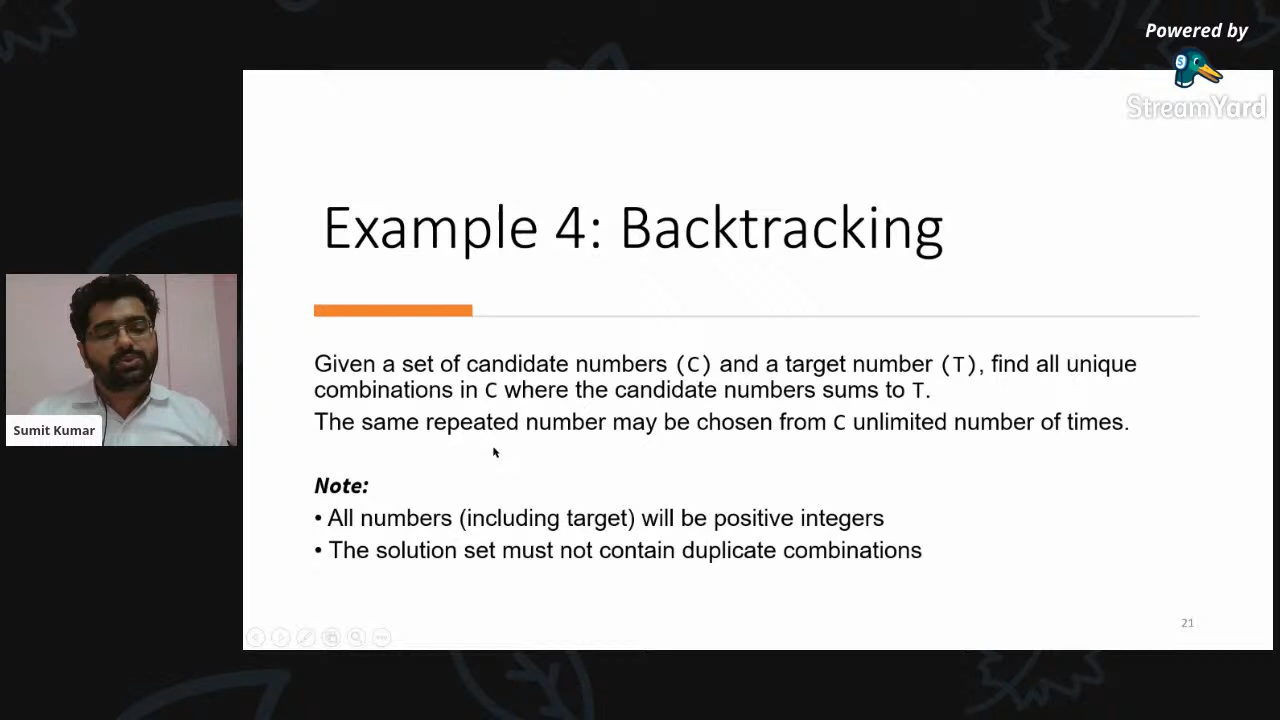 Powered by
StreamYard
Example 4: Backtracking
Given a set of candidate numbers (C) and a target number (T), find all unique
combinations in C where the candidate numbers sums to T.
The same repeated number may be chosen from C unlimited number of times.
Note:
• All numbers (including target) will be positive integers
• The solution set must not contain duplicate combinations
21
Sumit Kumar